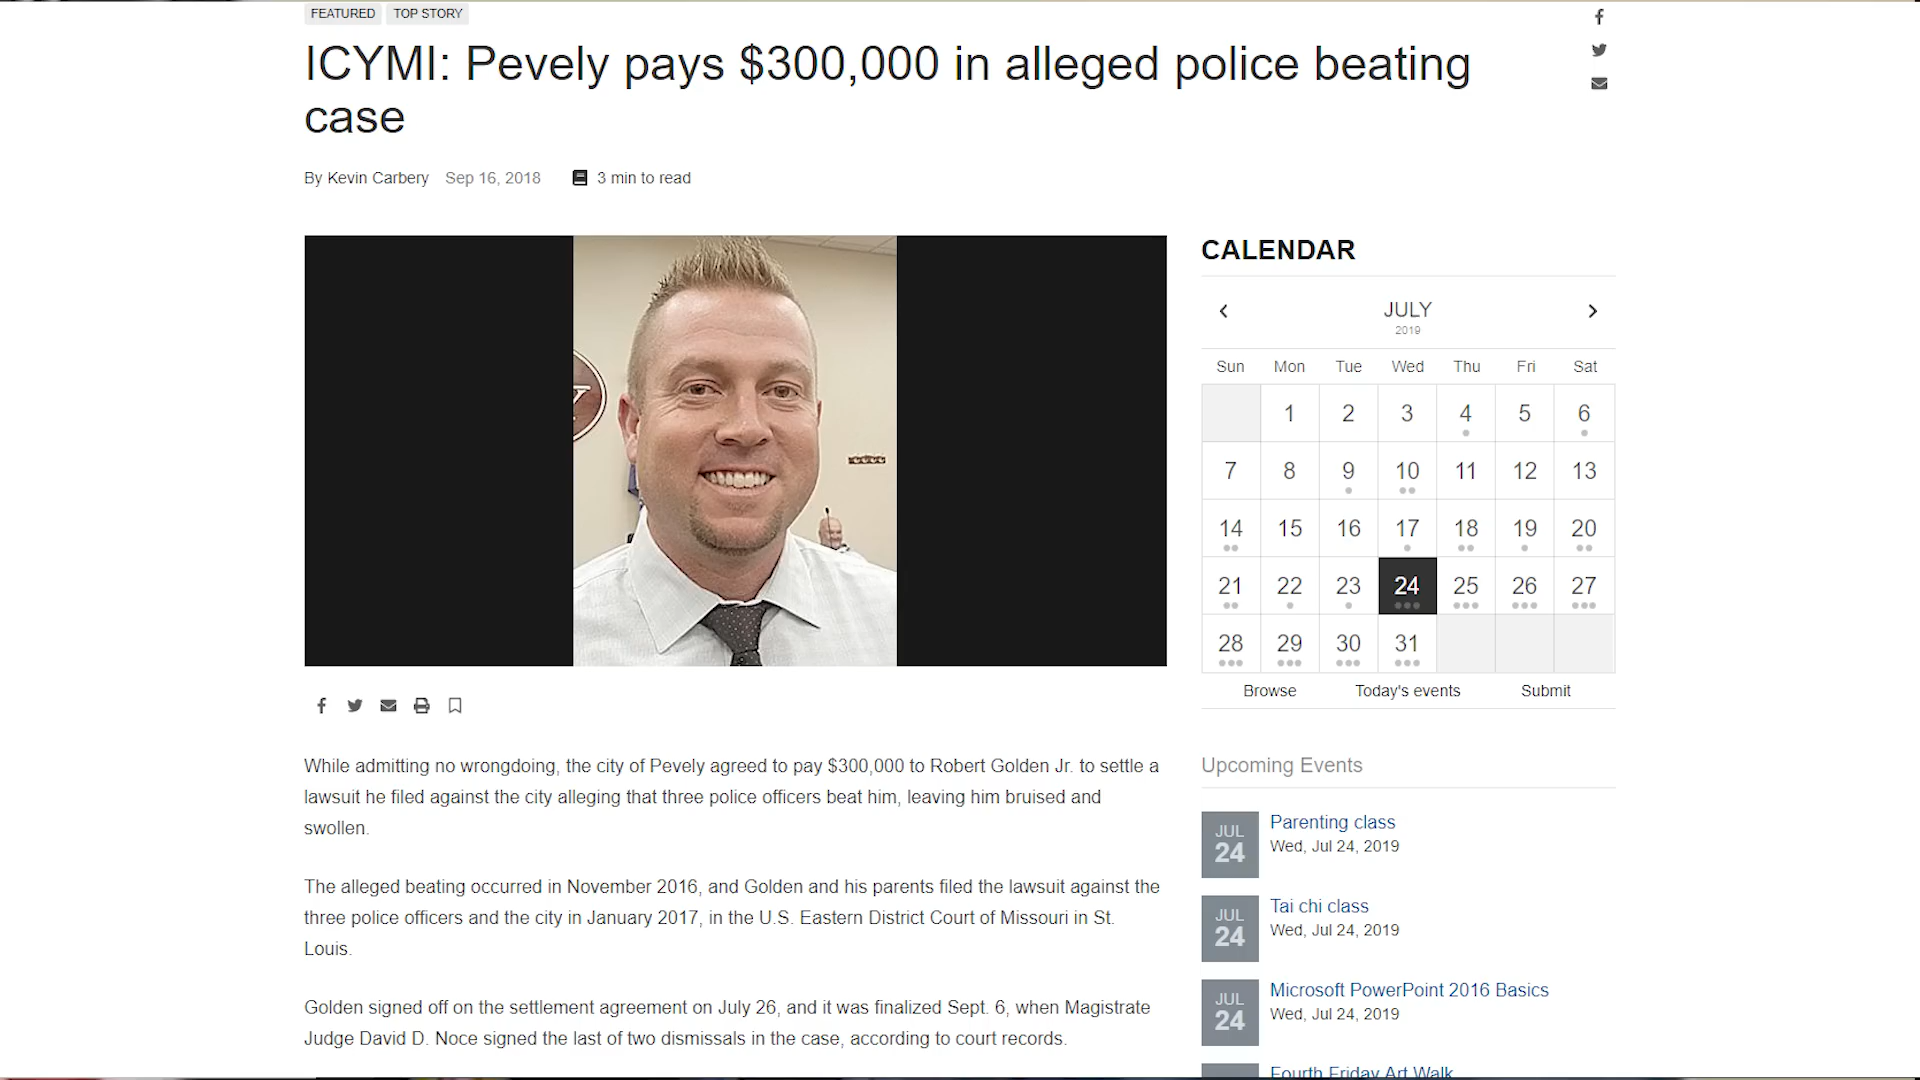 FEATURED TOP STORY
ICYMI: Pevely pays $300,000 in alleged police beating
case
By Kevin Carbery Sep 16, 2018 3 min to read
While admitting no wrongdoing, the city of Pevely agreed to pay $300,000 to Robert Golden Jr. to settle a
lawsuit he filed against the city alleging that three police officers beat him, leaving him bruised and
swollen.
The alleged beating occurred in November 2016, and Golden and his parents filed the lawsuit against the
three police officers and the city in January 2017, in the U.S. Eastern District Court of Missouri in St.
Louis.
Golden signed off on the settlement agreement on July 26, and it was finalized Sept. 6, when Magistrate
Judge David D. Noce signed the last of two dismissals in the case, according to court records.
CALENDAR
JULY
2019
Sun Mon Tue Wed Thu Fri Sat
1 2 3 4 5 6
7 8 9 10 11 12 13
14 15 16 17 18 19 20
21 22 23 24 25 26 27
28 29 30 31
Browse Today's events Submit
Upcoming Events
JUL
24
Parenting class
Wed, Jul 24, 2019
JUL
24
Tai chi class
Wed, Jul 24, 2019
JUL
24
Microsoft PowerPoint 2016 Basics
Wed, Jul 24, 2019
Fourth Friday Art Walk